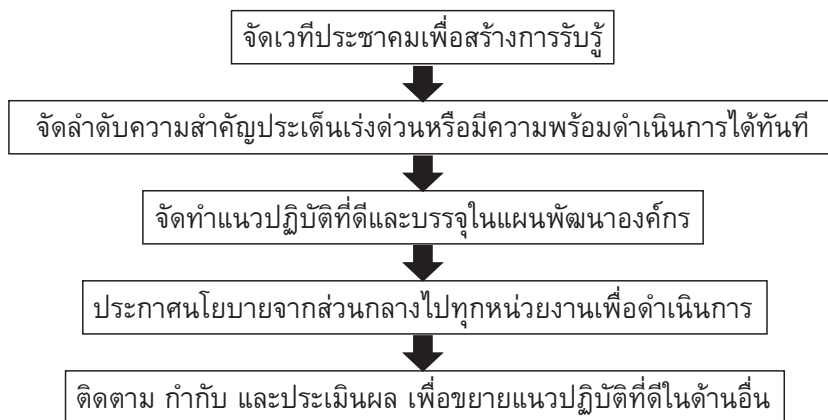 จัดเวทีประชาคมเพื่อสร้างการรับรู้
จัดลำดับความสำคัญประเด็นเร่งด่วนหรือมีความพร้อมดำเนินการได้ทันที
จัดทำแนวปฏิบัติที่ดีและบรรจุในแผนพัฒนาองค์กร
ประกาศนโยบายจากส่วนกลางไปทุกหน่วยงานเพื่อดำเนินการ
ติดตาม กำกับ และประเมินผล เพื่อขยายแนวปฏิบัติที่ดีในด้านอื่น